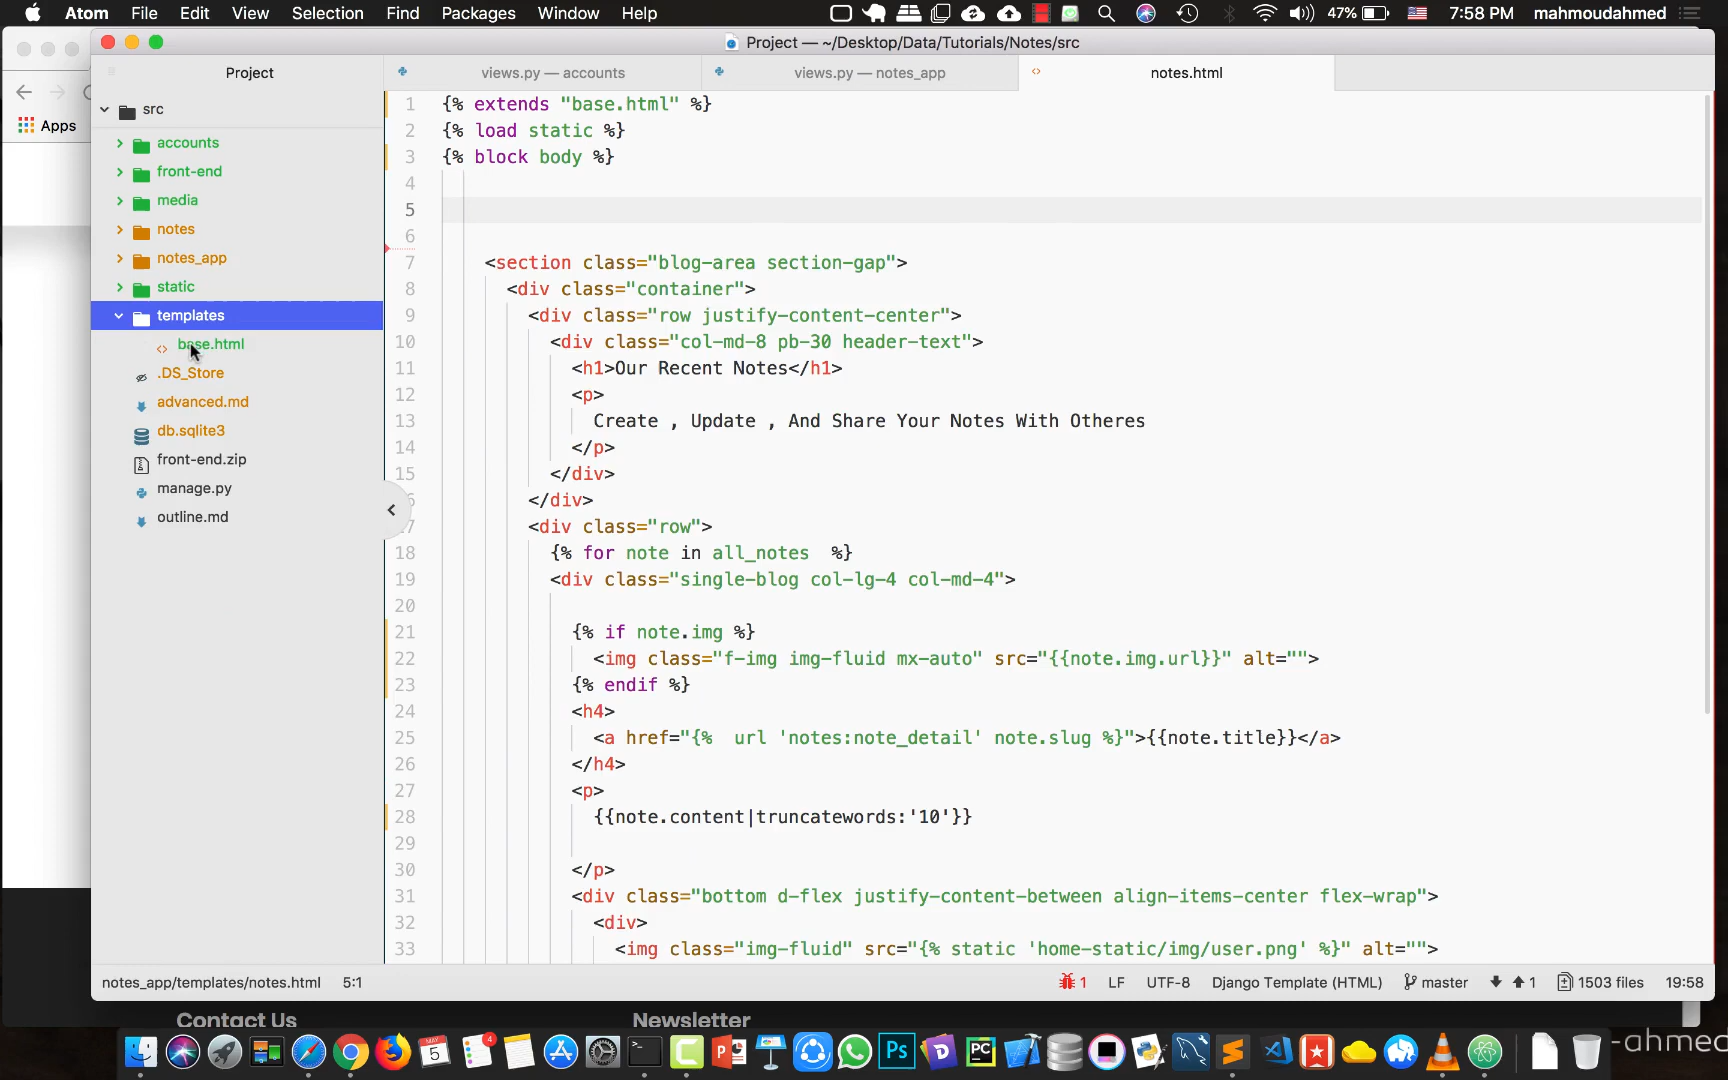 Atom File Edit View Selection Find Packages Window Help 47% 7:58 PM mahmoudahmed
Project — ~/Desktop/Data/Tutorials/Notes/src
Project
views.py — accounts
views.py — notes_app
notes.html
Apps
src
accounts
front-end
media
notes
notes_app
static
templates
base.html
.DS_Store
advanced.md
db.sqlite3
front-end.zip
manage.py
outline.md
1 {% extends "base.html" %}
2 {% load static %}
3 {% block body %}
4
5
6
7 <section class="blog-area section-gap">
8 <div class="container">
9 <div class="row justify-content-center">
10 <div class="col-md-8 pb-30 header-text">
11 <h1>Our Recent Notes</h1>
12 <p>
13 Create , Update , And Share Your Notes With Otheres
14 </p>
15 </div>
</div>
<div class="row">
18 {% for note in all_notes  %}
19 <div class="single-blog col-lg-4 col-md-4">
20
21 {% if note.img %}
22 <img class="f-img img-fluid mx-auto" src="{{note.img.url}}" alt="">
23 {% endif %}
24 <h4>
25 <a href="{%  url 'notes:note_detail' note.slug %}">{{note.title}}</a>
26 </h4>
27 <p>
28 {{note.content|truncatewords:'10'}}
29
30 </p>
31 <div class="bottom d-flex justify-content-between align-items-center flex-wrap">
32 <div>
33 <img class="img-fluid" src="{% static 'home-static/img/user.png' %}" alt="">
notes_app/templates/notes.html 5:1 1 LF UTF-8 Django Template (HTML) master 1 1503 files 19:58
Contact Us
Newsletter
-ahmed